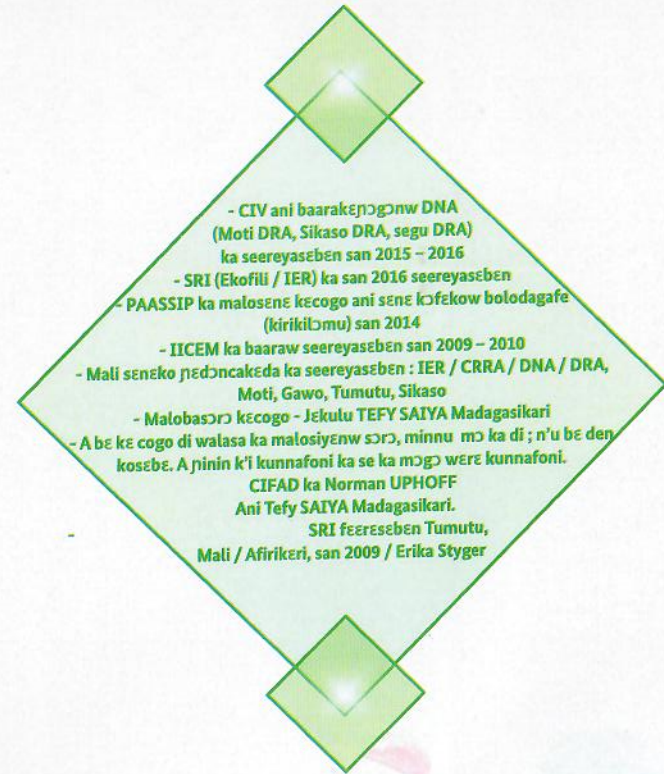 - CIV ani baarakɛɲɔgɔnw DNA
(Moti DRA, Sikaso DRA, segu DRA)
ka seereyasɛbɛn san 2015 – 2016
- SRI (Ekofili / IER) ka san 2016 seereyasɛbɛn
- PAASSIP ka malosɛnɛ kɛcogo ani sɛnɛ kɔfɛkow bolodagafe
(kirikilɔmu) san 2014
- IICEM ka baaraw seereyasɛbɛn san 2009 – 2010
- Mali sɛnɛko ɲɛdɔncakɛda ka seereyasɛbɛn : IER / CRRA / DNA / DRA,
Moti, Gawo, Tumutu, Sikaso
- Malobasɔrɔ kɛcogo - Jɛkulu TEFY SAIYA Madagasikari
- A bɛ kɛ cogo di walasa ka malosiyɛnw sɔrɔ, minnu mɔ ka di ; n'u bɛ den
kosɛbɛ. A ɲinin k'i kunnafoni ka se ka mɔgɔ wɛrɛ kunnafoni.
CIFAD ka Norman UPHOFF
Ani Tefy SAIYA Madagasikari.
SRI fɛɛrɛsɛbɛn Tumutu,
-
Mali / Afirikɛri, san 2009 / Erika Styger